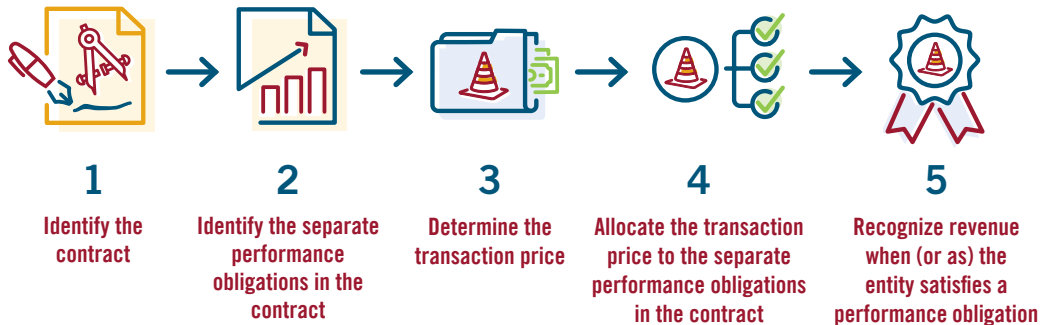 1
Identify the
contract
2
Identify the separate
performance
obligations in the
contract
3
Determine the
transaction price
4
Allocate the transaction
price to the separate
performance obligations
in the contract
5
Recognize revenue
when (or as) the
entity satisfies a
performance obligation